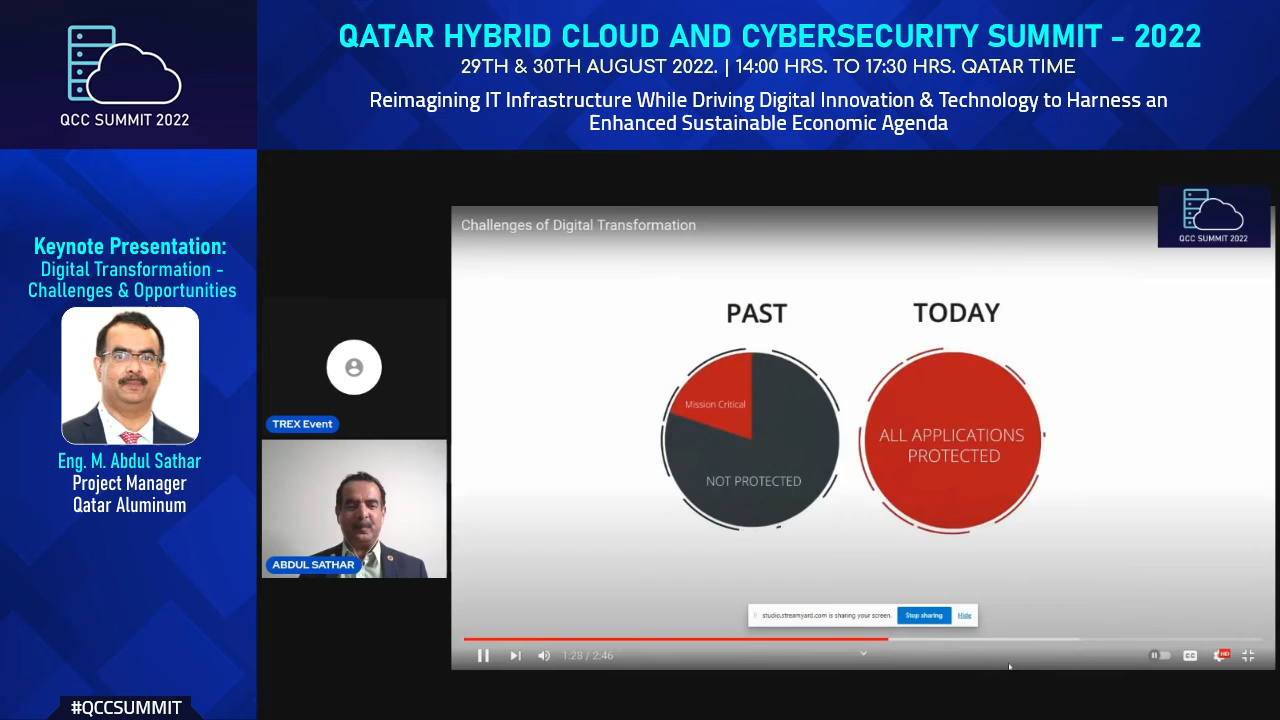 QCC SUMMIT 2022
QATAR HYBRID CLOUD AND CYBERSECURITY SUMMIT - 2022
29TH & 30TH AUGUST 2022. | 14:00 HRS. TO 17:30 HRS. QATAR TIME
Reimagining IT Infrastructure While Driving Digital Innovation & Technology to Harness an
Enhanced Sustainable Economic Agenda
Keynote Presentation:
Digital Transformation -
Challenges & Opportunities
Eng. M. Abdul Sathar
Project Manager
Qatar Aluminum
#QCCSUMMIT
TREX Event
ABDUL SATHAR
Challenges of Digital Transformation
QCC SUMMIT 2022
PAST
TODAY
Mission Critical
NOT PROTECTED
ALL APPLICATIONS
PROTECTED
studio.streamyard.com is sharing your screen.
Stop sharing
Hide
1:28 / 2:46
CC
HD